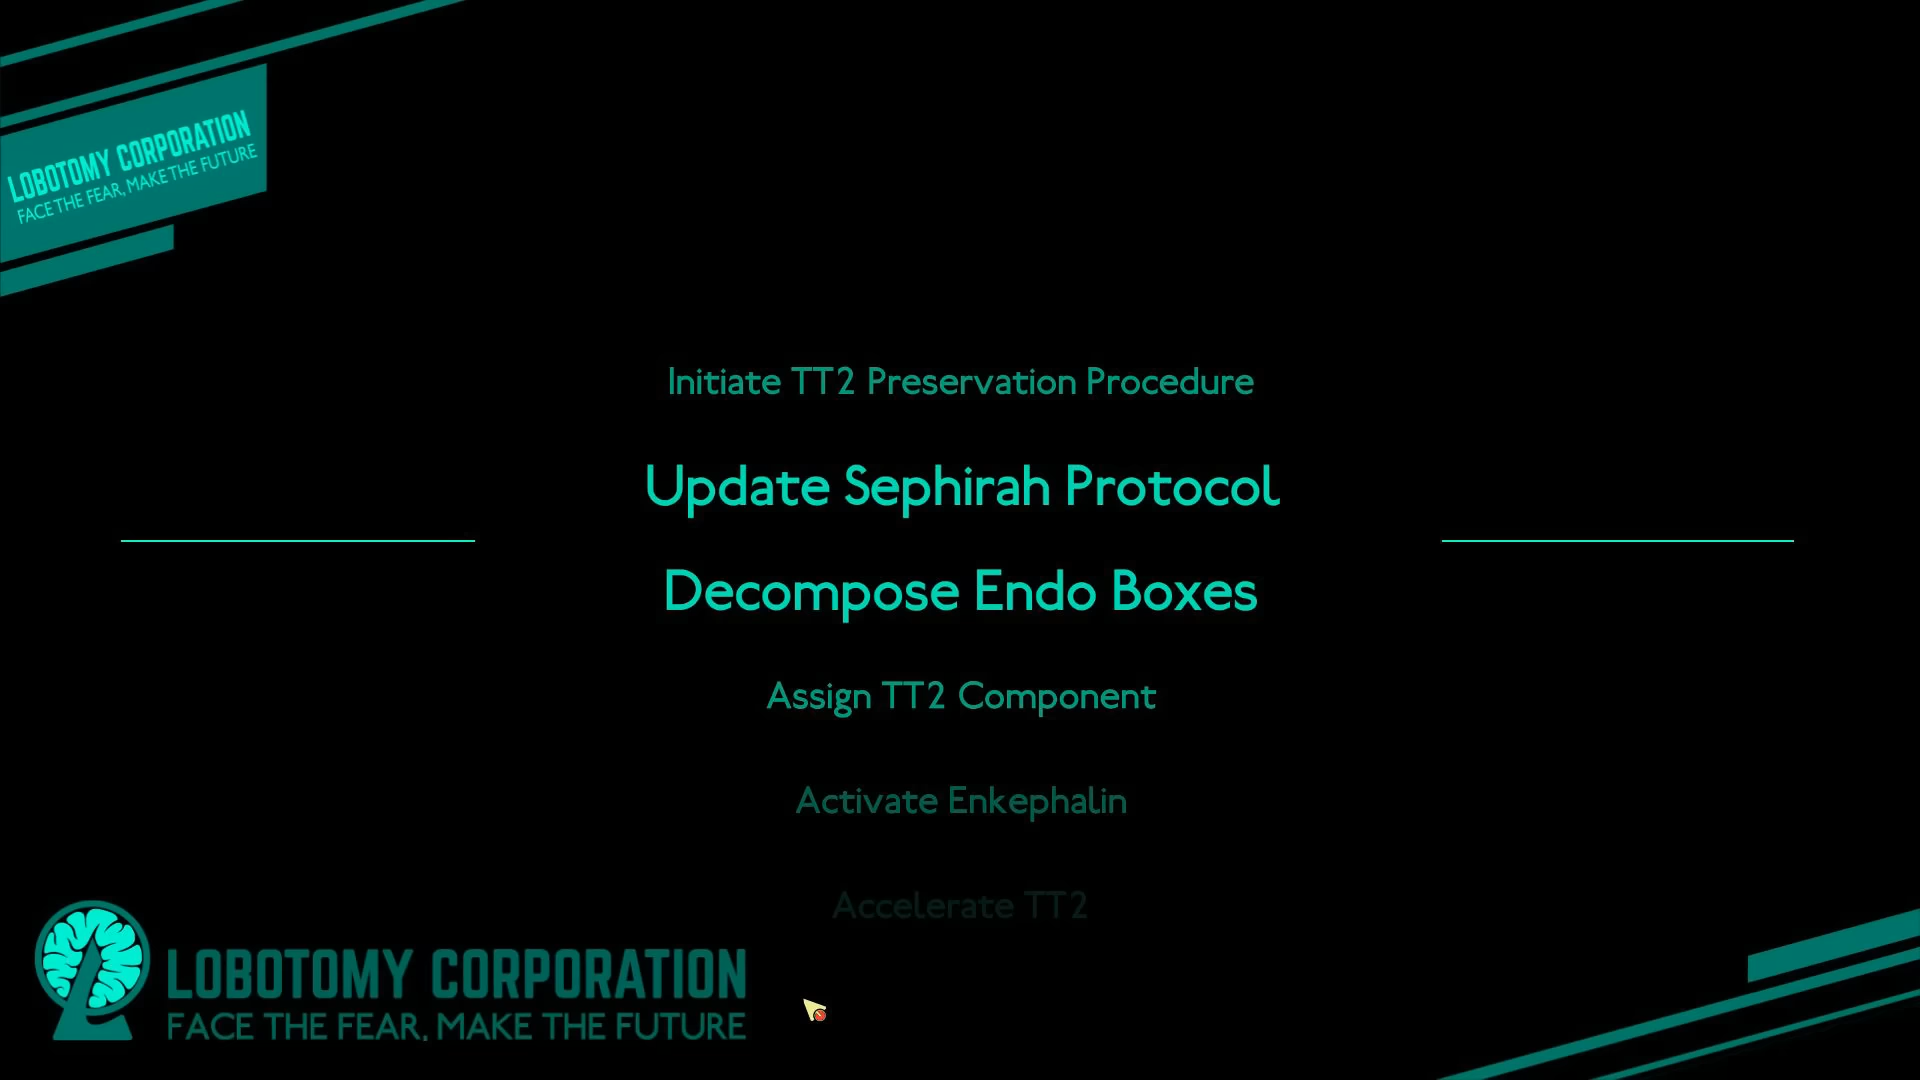 LOBOTOMY CORPORATION
FACE THE FEAR, MAKE THE FUTURE
Initiate TT2 Preservation Procedure
Update Sephirah Protocol
Decompose Endo Boxes
Assign TT2 Component
Activate Enkephalin
Accelerate TT2
LOBOTOMY CORPORATION
FACE THE FEAR, MAKE THE FUTURE